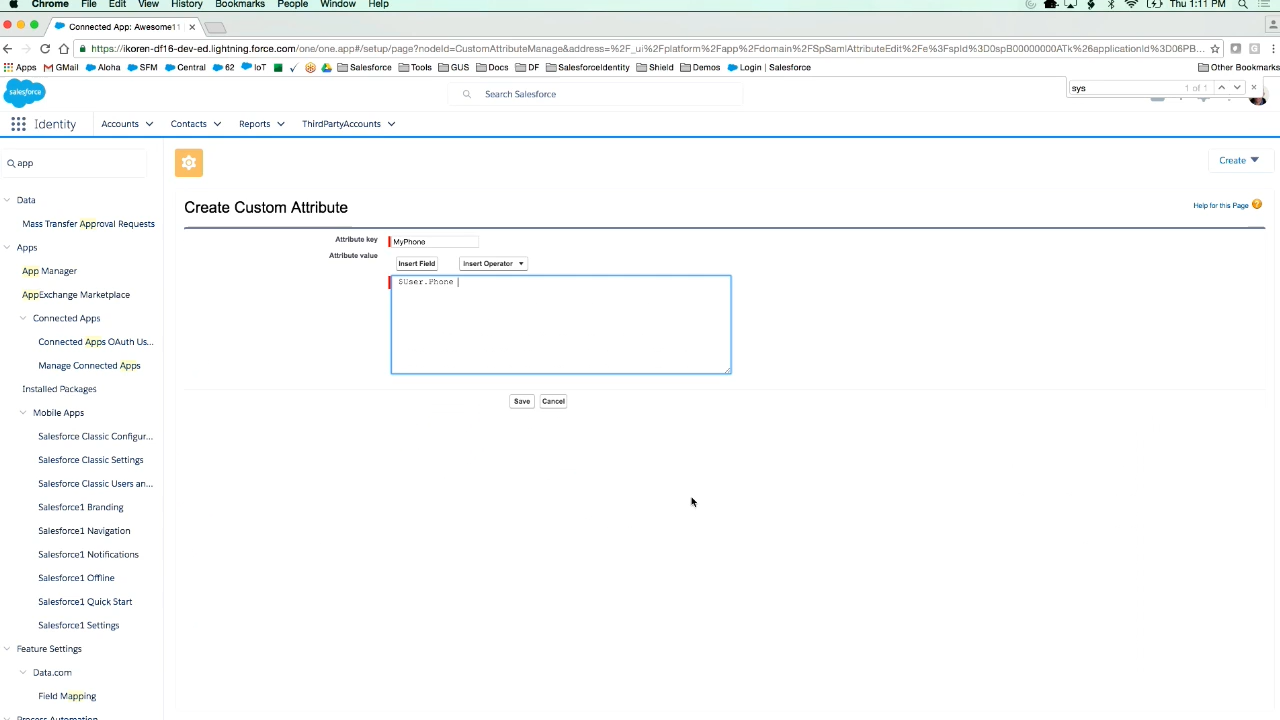 Chrome File Edit View History Bookmarks People Window Help Thu 1:11 PM
Connected App: Awesome11
https://ikoren-df16-dev-ed.lightning.force.com/one/one.app#/setup/page?nodeId=CustomAttributeManage&address=%2F_ui%2Fplatform%2Fapp%2Fdomain%2FSpSamlAttributeEdit%2Fe%3FspId%3D0spB00000000ATk%26applicationId%3D06PB...
Apps GMail Aloha SFM Central 62 IoT Salesforce Tools GUS Docs DF SalesforceIdentity Shield Demos Login | Salesforce Other Bookmarks
sys 1 of 1
salesforce Search Salesforce
Identity Accounts Contacts Reports ThirdPartyAccounts
app
Create
Data
Mass Transfer Approval Requests
Apps
App Manager
AppExchange Marketplace
Connected Apps
Connected Apps OAuth Us...
Manage Connected Apps
Installed Packages
Mobile Apps
Salesforce Classic Configur...
Salesforce Classic Settings
Salesforce Classic Users an...
Salesforce1 Branding
Salesforce1 Navigation
Salesforce1 Notifications
Salesforce1 Offline
Salesforce1 Quick Start
Salesforce1 Settings
Feature Settings
Data.com
Field Mapping
Process Automation
Create Custom Attribute
Help for this Page
Attribute key MyPhone
Attribute value
Insert Field Insert Operator
$User.Phone
Save Cancel